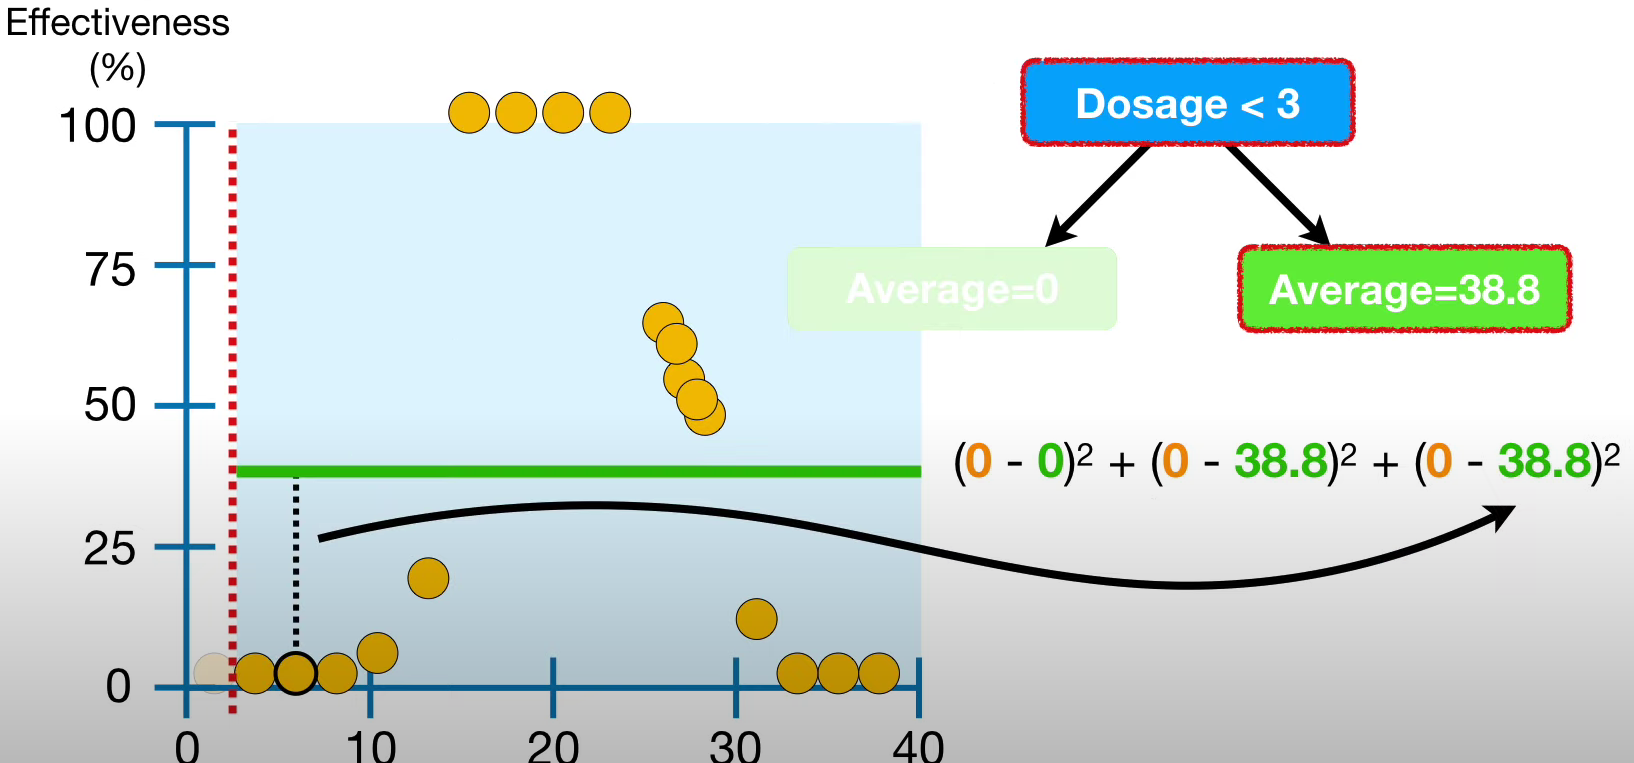 Effectiveness
(%)
100
75
50
25
0
0 10 20 30 40
Dosage < 3
Average=0
Average=38.8
(0 - 0)² + (0 - 38.8)² + (0 - 38.8)²